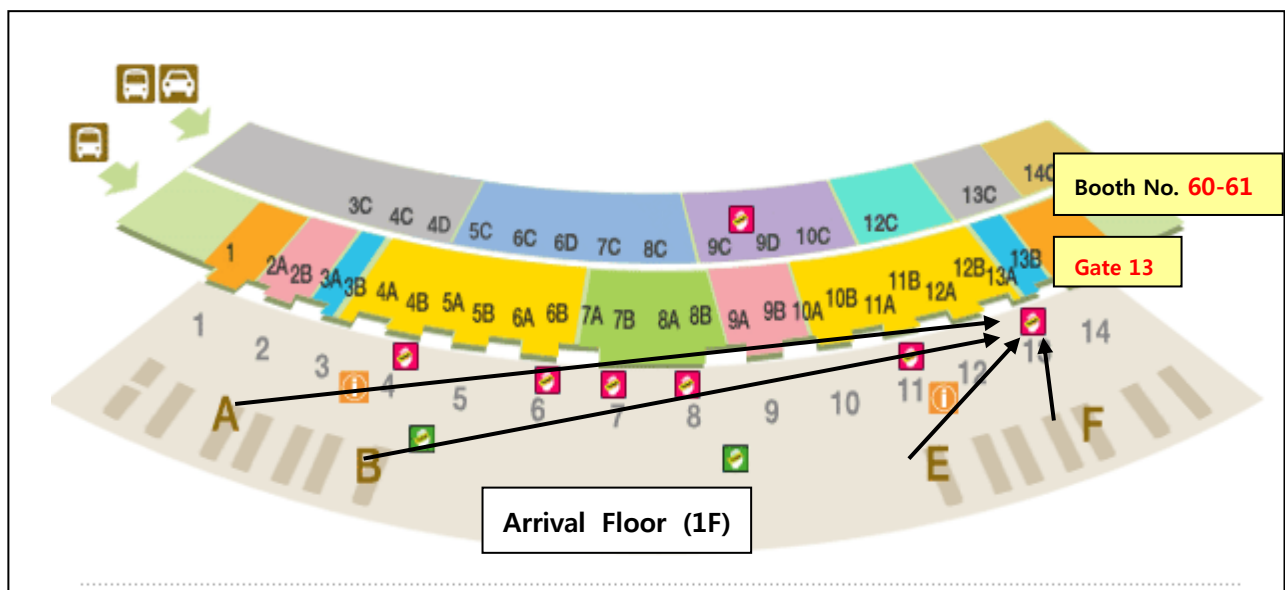 3C 4C 4D 5C 6C 6D 7C 8C 9C 9D 10C 12C 13C 14C
Booth No. 60-61
1 2A 2B 3A 3B 4A 4B 5A 5B 6A 6B 7A 7B 8A 8B 9A 9B 10A 10B 11A 11B 12A 12B 13A 13B
Gate 13
1 2 3 4 5 6 7 8 9 10 11 12 13 14
A B E F
Arrival Floor (1F)